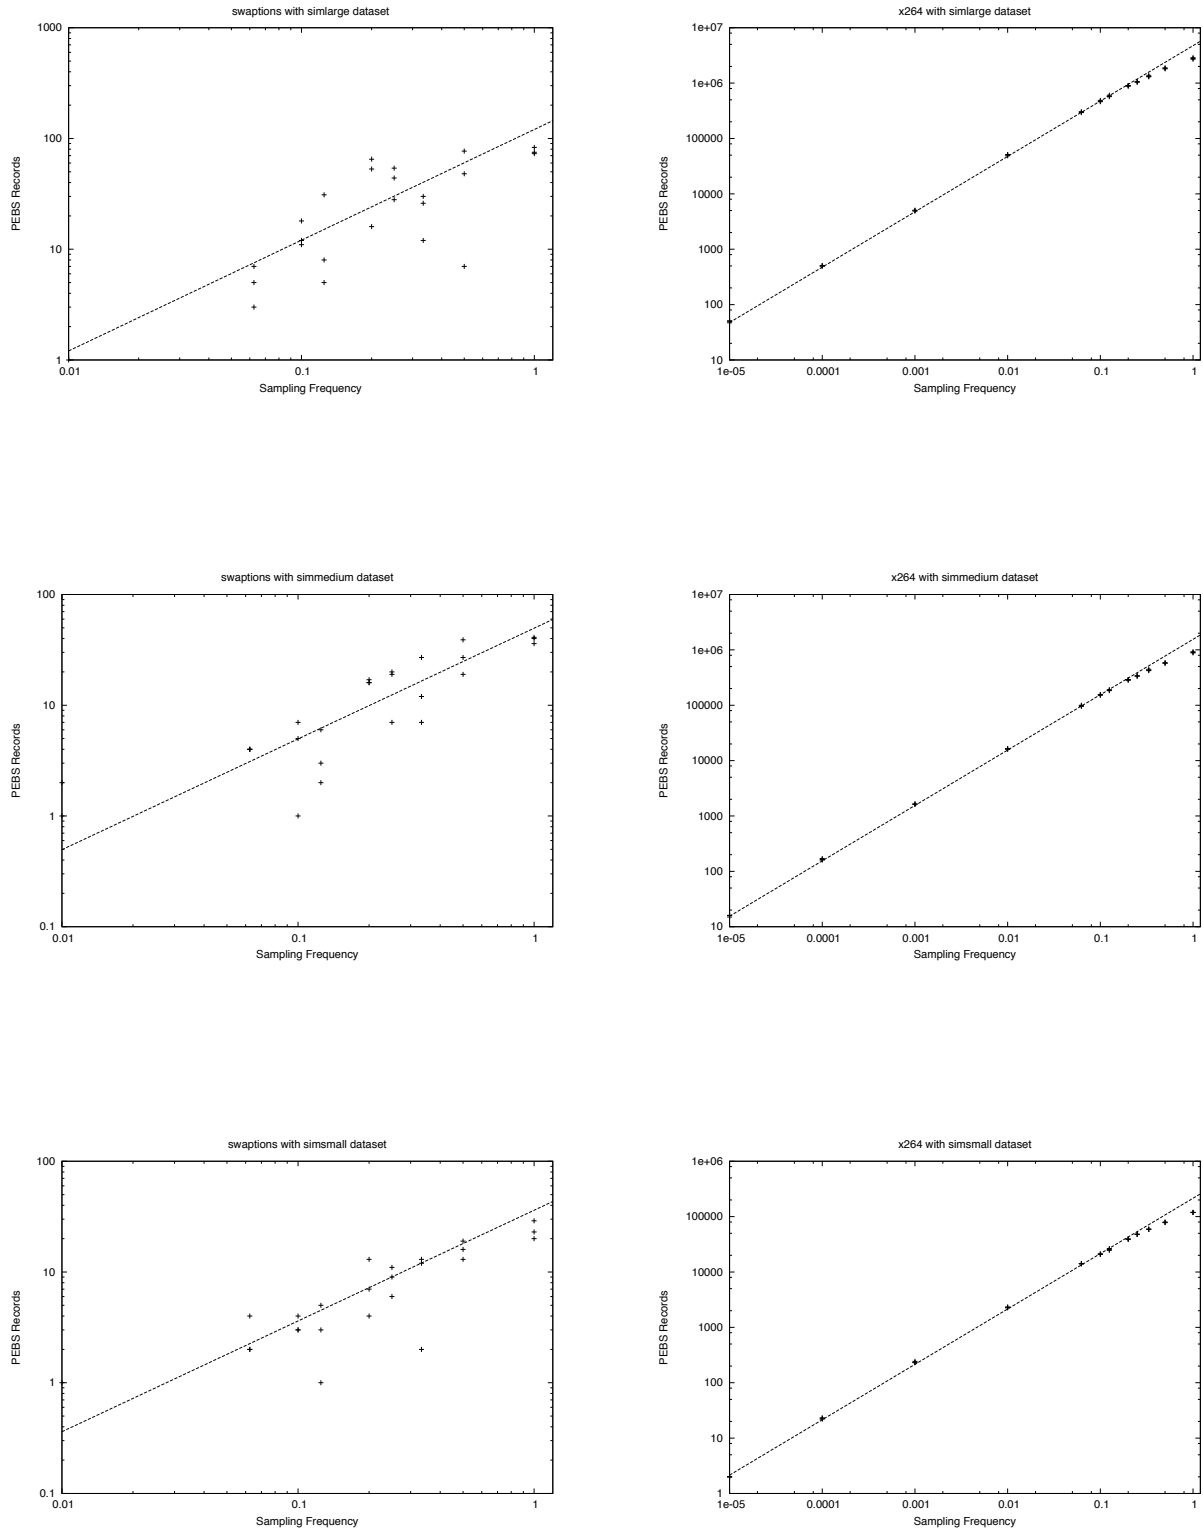 swaptions with simlarge dataset
1000
100
10
1
0.01
0.1
1
PEBS Records
Sampling Frequency
x264 with simlarge dataset
1e+07
1e+06
100000
10000
1000
100
10
1e-05
0.0001
0.001
0.01
0.1
1
PEBS Records
Sampling Frequency
swaptions with simmedium dataset
100
10
1
0.1
0.01
0.1
1
PEBS Records
Sampling Frequency
x264 with simmedium dataset
1e+07
1e+06
100000
10000
1000
100
10
1e-05
0.0001
0.001
0.01
0.1
1
PEBS Records
Sampling Frequency
swaptions with simsmall dataset
100
10
1
0.1
0.01
0.1
1
PEBS Records
Sampling Frequency
x264 with simsmall dataset
1e+06
100000
10000
1000
100
10
1
1e-05
0.0001
0.001
0.01
0.1
1
PEBS Records
Sampling Frequency